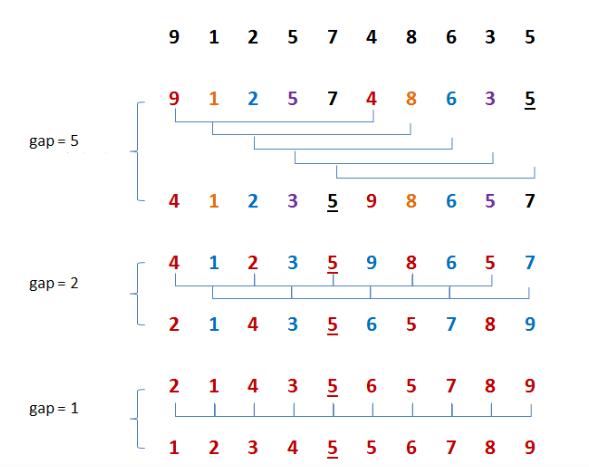 9 1 2 5 7 4 8 6 3 5
9 1 2 5 7 4 8 6 3 5
gap = 5
4 1 2 3 5 9 8 6 5 7
4 1 2 3 5 9 8 6 5 7
gap = 2
2 1 4 3 5 6 5 7 8 9
2 1 4 3 5 6 5 7 8 9
gap = 1
1 2 3 4 5 5 6 7 8 9